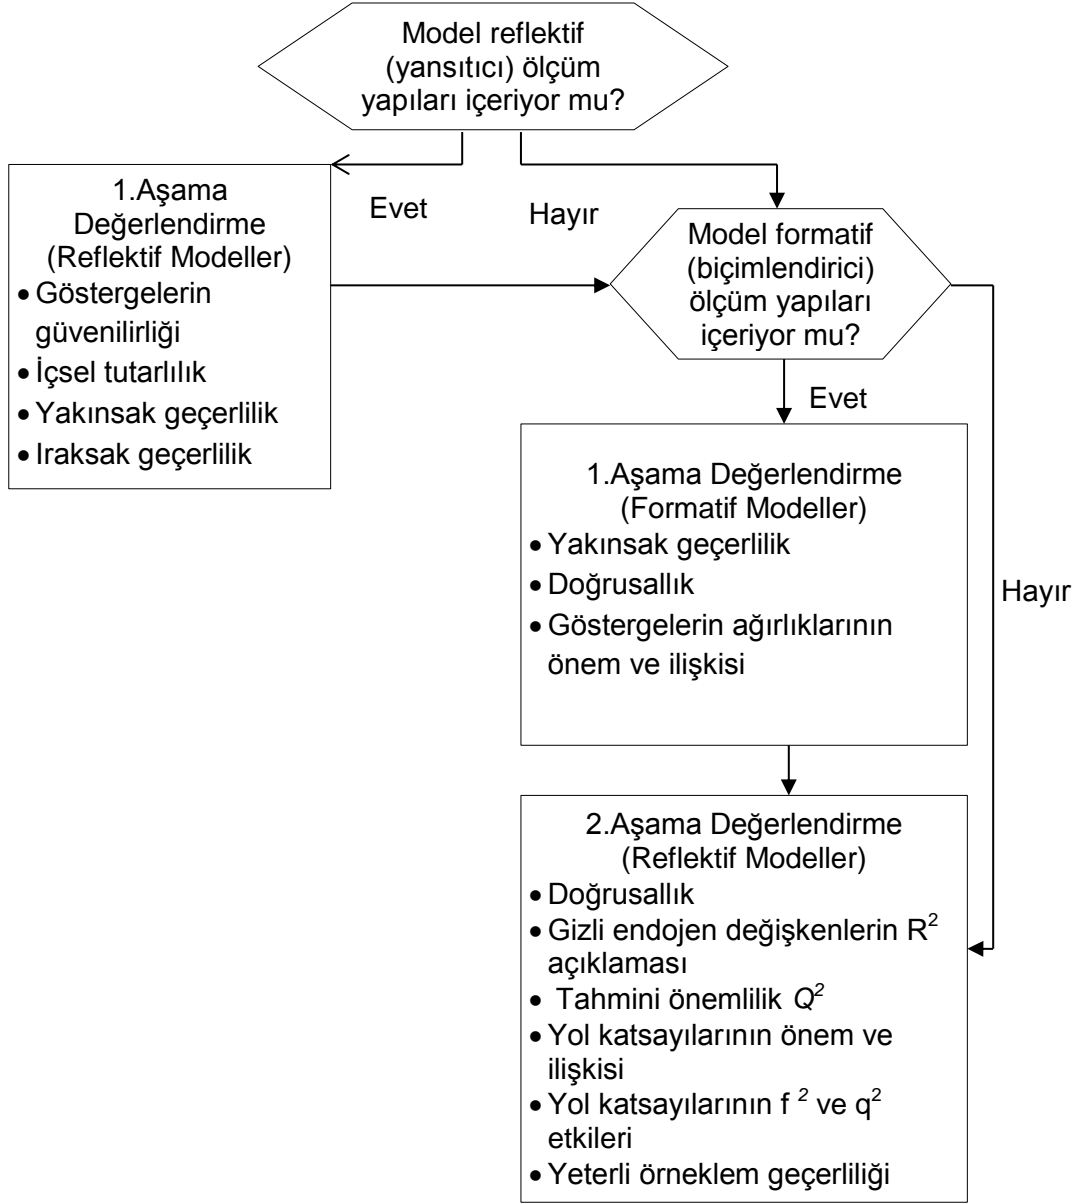 Model reflektif
(yansıtıcı) ölçüm
yapıları içeriyor mu?
Evet
Hayır
1.Aşama
Değerlendirme
(Reflektif Modeller)
• Göstergelerin
güvenilirliği
• İçsel tutarlılık
• Yakınsak geçerlilik
• Iraksak geçerlilik
Model formatif
(biçimlendirici)
ölçüm yapıları
içeriyor mu?
Evet
Hayır
1.Aşama Değerlendirme
(Formatif Modeller)
• Yakınsak geçerlilik
• Doğrusallık
• Göstergelerin ağırlıklarının
önem ve ilişkisi
2.Aşama Değerlendirme
(Reflektif Modeller)
• Doğrusallık
• Gizli endojen değişkenlerin R²
açıklaması
• Tahmini önemlilik Q²
• Yol katsayılarının önem ve
ilişkisi
• Yol katsayılarının f ² ve q²
etkileri
• Yeterli örneklem geçerliliği